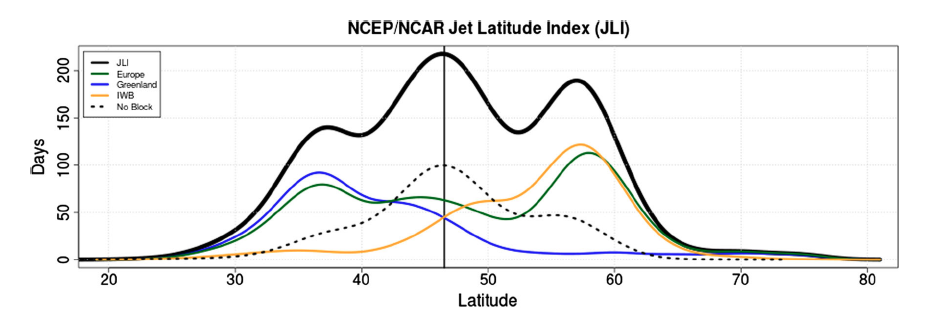 NCEP/NCAR Jet Latitude Index (JLI)
JLI
Europe
Greenland
IWB
No Block
Days
0
50
100
150
200
20
30
40
50
60
70
80
Latitude